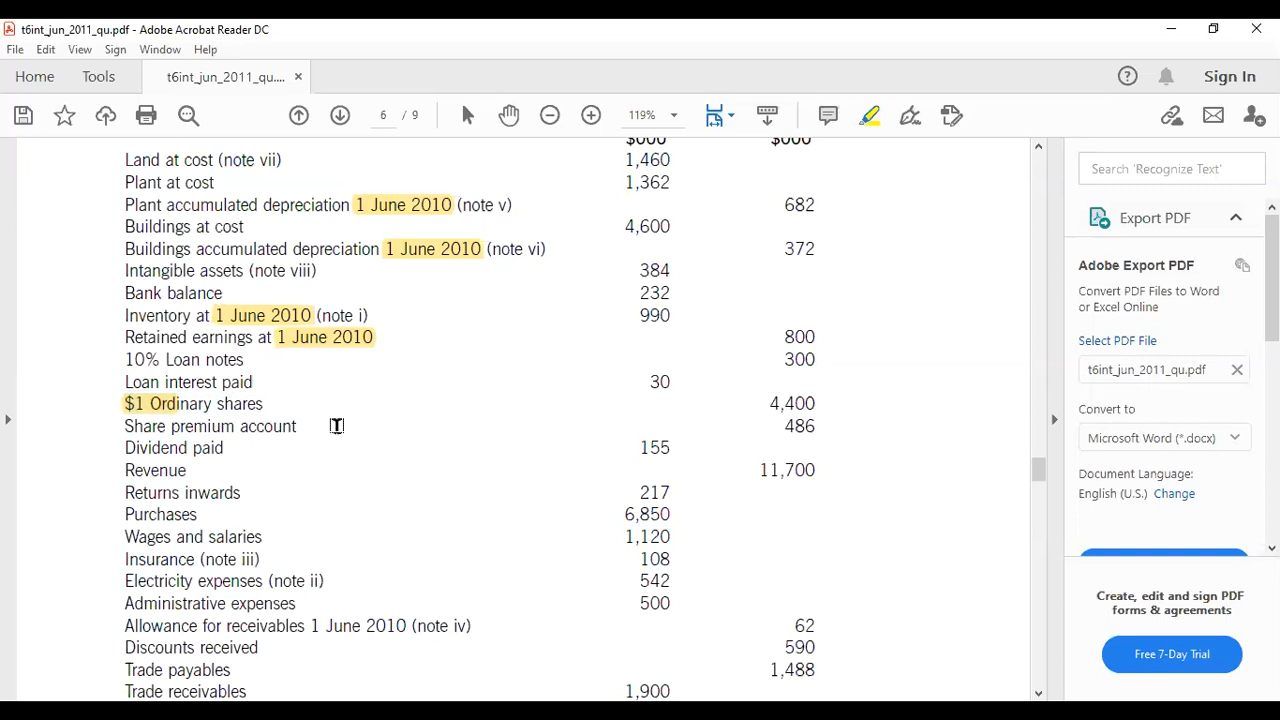 t6int_jun_2011_qu.pdf - Adobe Acrobat Reader DC
File Edit View Sign Window Help
Home Tools t6int_jun_2011_qu.... × Sign In
6 / 9 119%
$000 $000
Land at cost (note vii) 1,460
Plant at cost 1,362
Plant accumulated depreciation 1 June 2010 (note v) 682
Buildings at cost 4,600
Buildings accumulated depreciation 1 June 2010 (note vi) 372
Intangible assets (note viii) 384
Bank balance 232
Inventory at 1 June 2010 (note i) 990
Retained earnings at 1 June 2010 800
10% Loan notes 300
Loan interest paid 30
$1 Ordinary shares 4,400
Share premium account 486
Dividend paid 155
Revenue 11,700
Returns inwards 217
Purchases 6,850
Wages and salaries 1,120
Insurance (note iii) 108
Electricity expenses (note ii) 542
Administrative expenses 500
Allowance for receivables 1 June 2010 (note iv) 62
Discounts received 590
Trade payables 1,488
Trade receivables 1,900
Search 'Recognize Text'
Export PDF
Adobe Export PDF
Convert PDF Files to Word
or Excel Online
Select PDF File
t6int_jun_2011_qu.pdf
Convert to
Microsoft Word (*.docx)
Document Language:
English (U.S.) Change
Create, edit and sign PDF
forms & agreements
Free 7-Day Trial